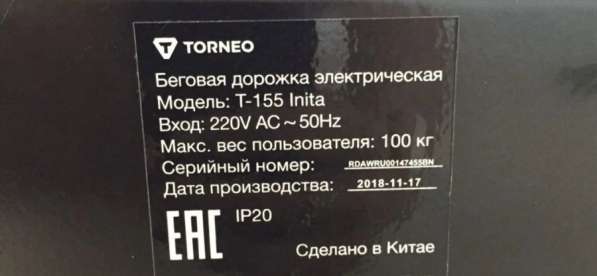 TORNEO
Беговая дорожка электрическая
Модель: T-155 Inita
Вход: 220V AC ~ 50Hz
Макс. вес пользователя: 100 кг
Серийный номер: RDAWRU00147455BN
Дата производства: 2018-11-17
EAC IP20
Сделано в Китае